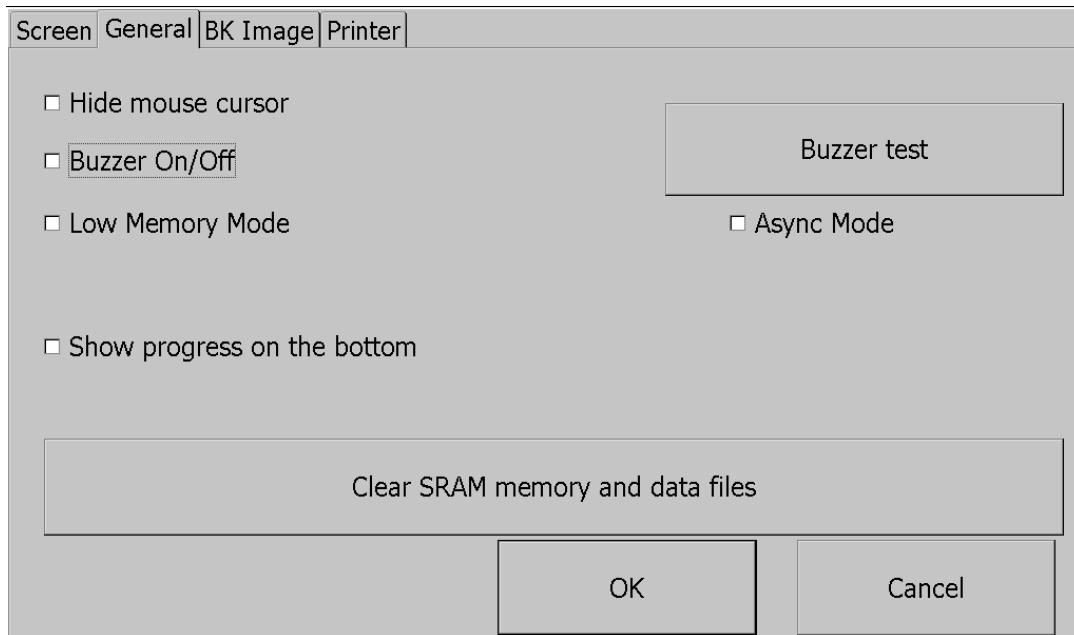 Screen General BK Image Printer
Hide mouse cursor
Buzzer On/Off
Buzzer test
Low Memory Mode
Async Mode
Show progress on the bottom
Clear SRAM memory and data files
OK
Cancel